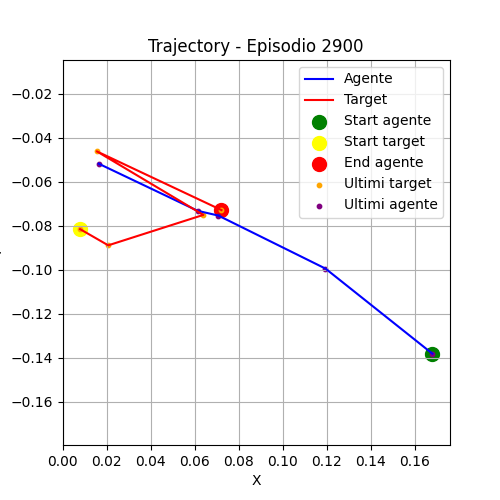 Trajectory - Episodio 2900
Agente
Target
Start agente
Start target
End agente
Ultimi target
Ultimi agente
−0.02
−0.04
−0.06
−0.08
−0.10
−0.12
−0.14
−0.16
0.00 0.02 0.04 0.06 0.08 0.10 0.12 0.14 0.16
X